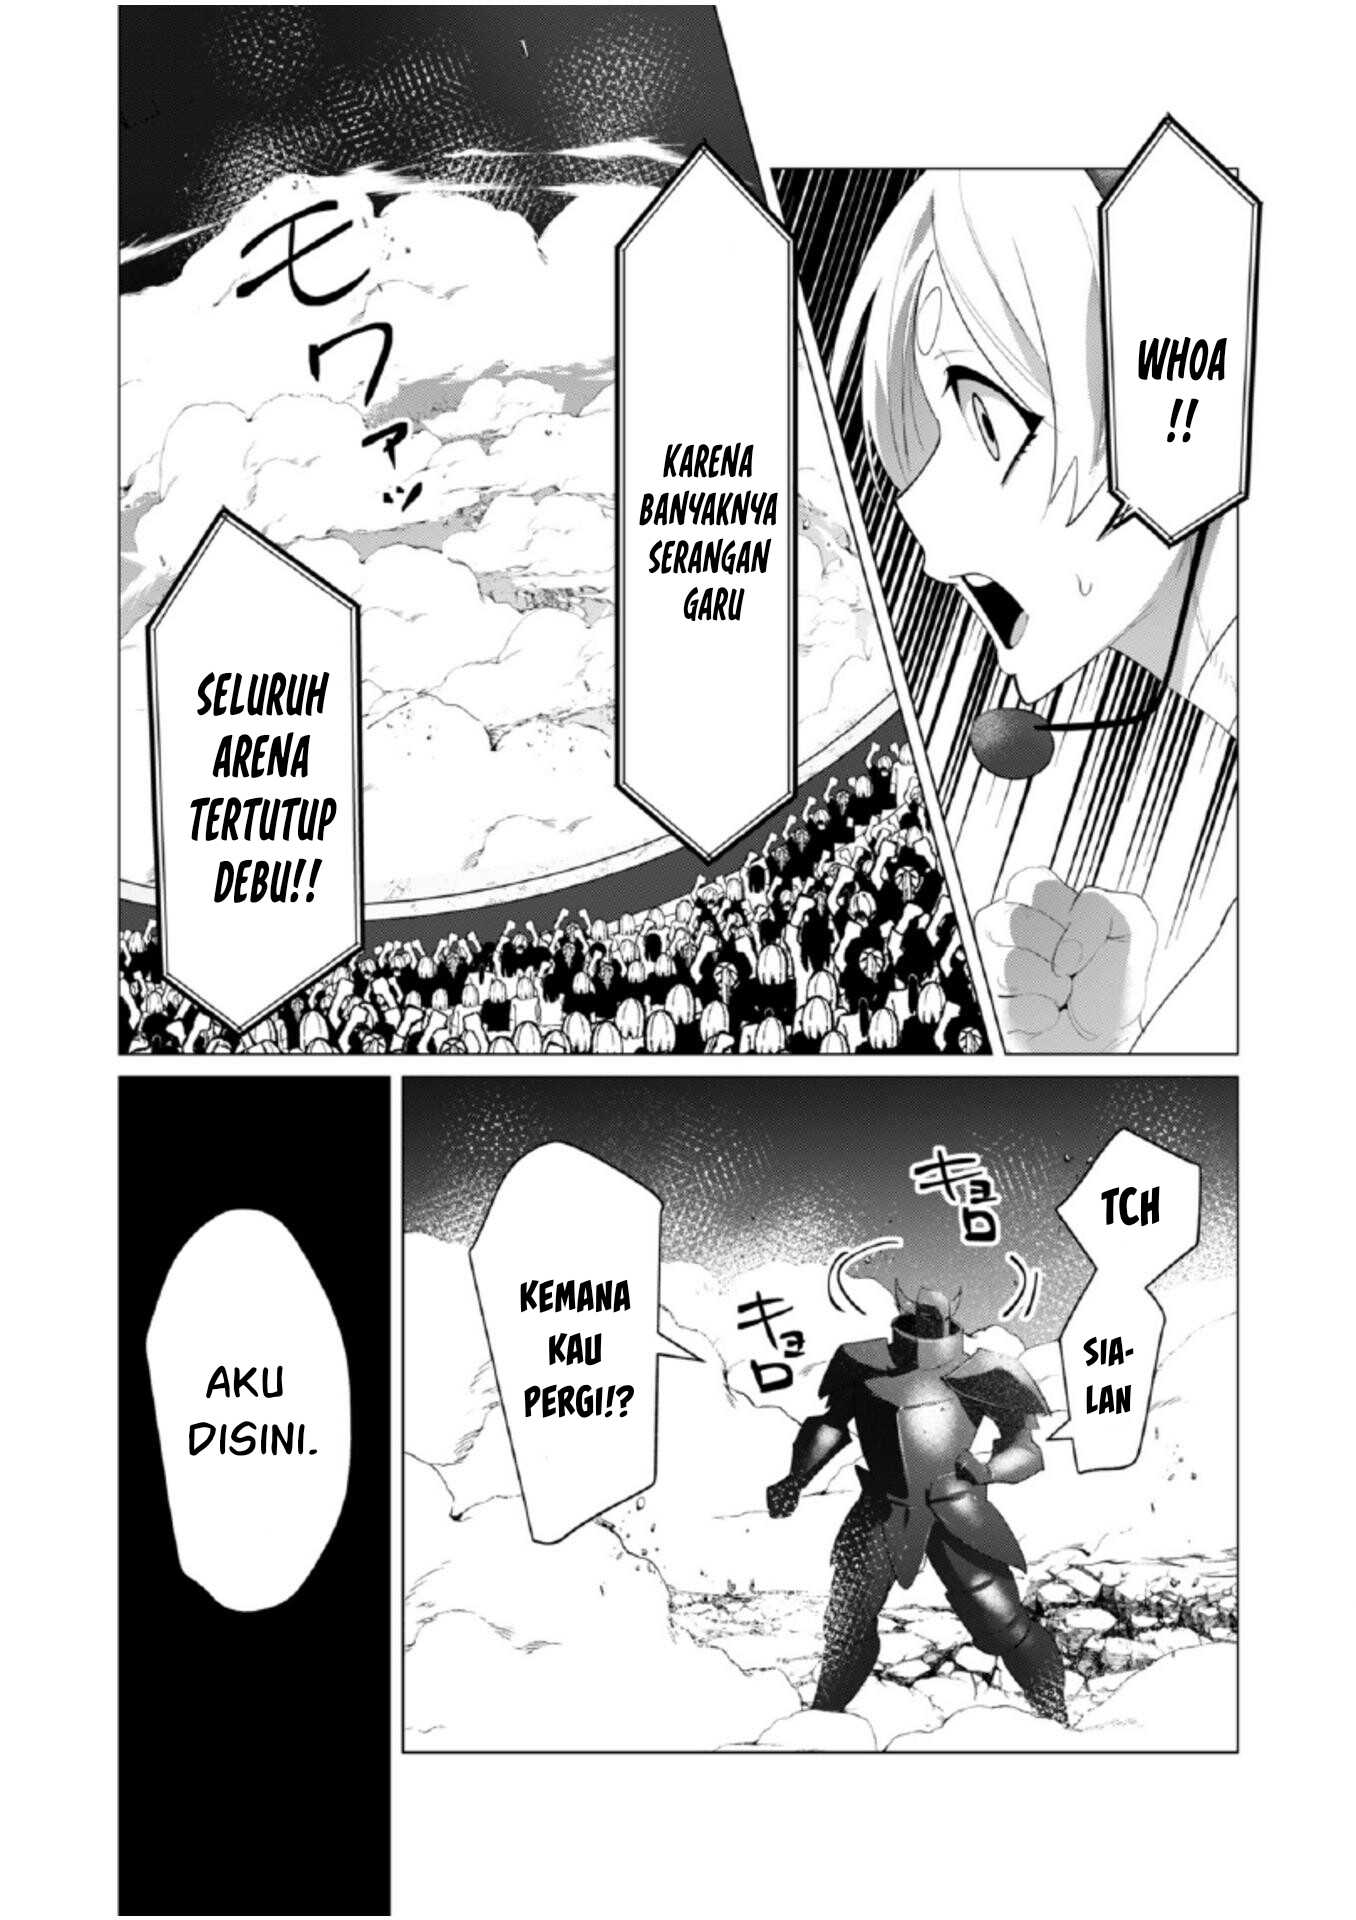 WHOA
!!
KARENA
BANYAKNYA
SERANGAN
GARU
モワァッ
SELURUH
ARENA
TERTUTUP
DEBU!!
TCH
SIA-
LAN
キョロ
キョロ
KEMANA
KAU
PERGI!?
AKU
DISINI.